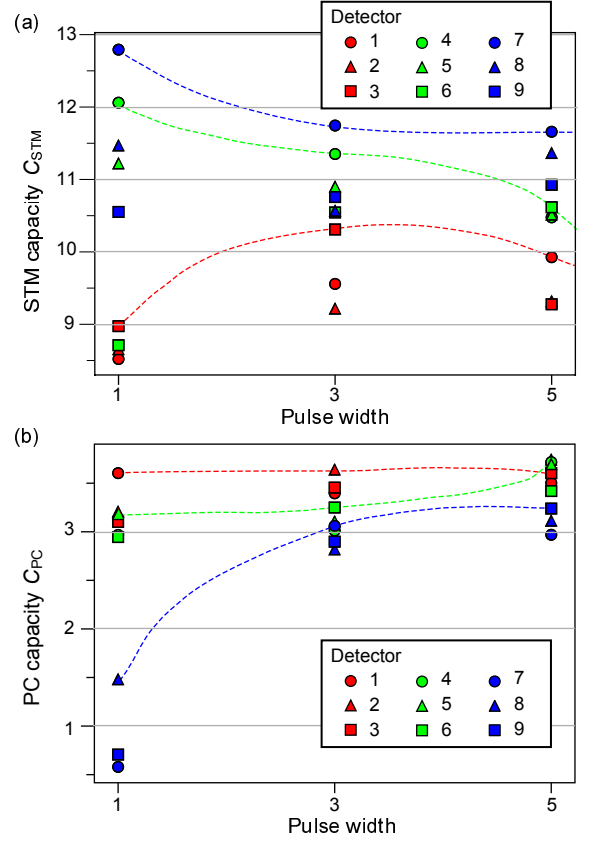 (a)
Detector
1 4 7
2 5 8
3 6 9
13
12
11
10
9
STM capacity C_STM
1 3 5
Pulse width
(b)
3
2
1
PC capacity C_PC
Detector
1 4 7
2 5 8
3 6 9
1 3 5
Pulse width